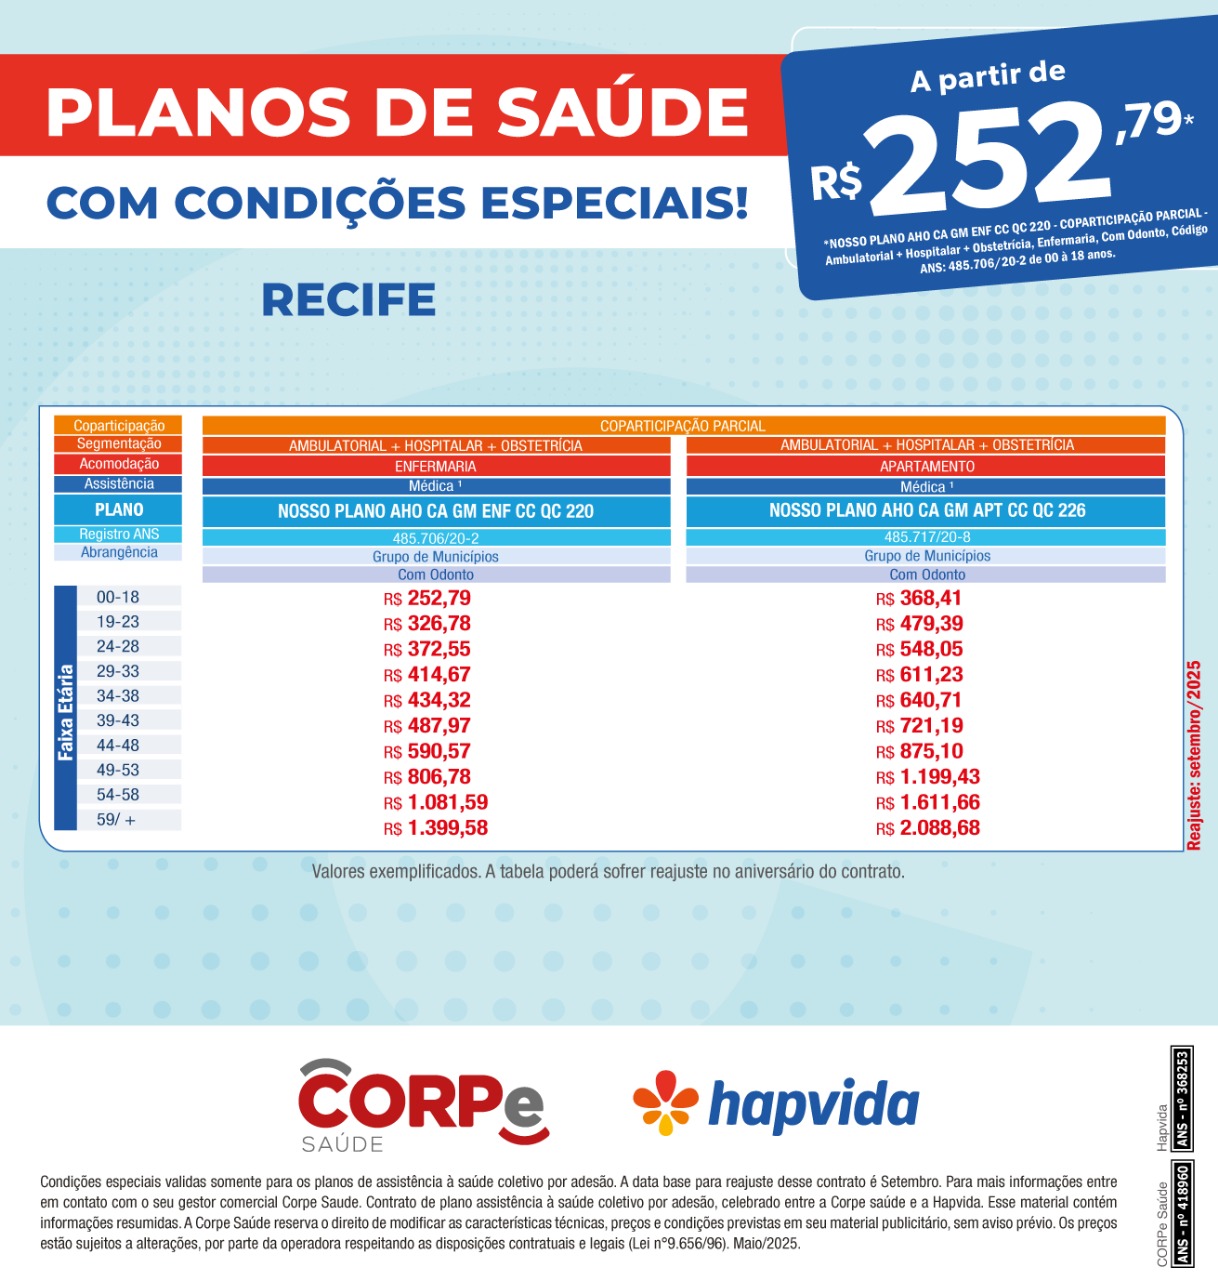 PLANOS DE SAÚDE
COM CONDIÇÕES ESPECIAIS!
A partir de
R$ 252,79*
*NOSSO PLANO AHO CA GM ENF CC QC 220 - COPARTICIPAÇÃO PARCIAL -
Ambulatorial + Hospitalar + Obstetrícia, Enfermaria, Com Odonto, Código
ANS: 485.706/20-2 de 00 à 18 anos.
RECIFE
Coparticipação COPARTICIPAÇÃO PARCIAL
Segmentação AMBULATORIAL + HOSPITALAR + OBSTETRÍCIA AMBULATORIAL + HOSPITALAR + OBSTETRÍCIA
Acomodação ENFERMARIA APARTAMENTO
Assistência Médica ¹ Médica ¹
PLANO NOSSO PLANO AHO CA GM ENF CC QC 220 NOSSO PLANO AHO CA GM APT CC QC 226
Registro ANS 485.706/20-2 485.717/20-8
Abrangência Grupo de Municípios Grupo de Municípios
Com Odonto Com Odonto
Faixa Etária
00-18 R$ 252,79 R$ 368,41
19-23 R$ 326,78 R$ 479,39
24-28 R$ 372,55 R$ 548,05
29-33 R$ 414,67 R$ 611,23
34-38 R$ 434,32 R$ 640,71
39-43 R$ 487,97 R$ 721,19
44-48 R$ 590,57 R$ 875,10
49-53 R$ 806,78 R$ 1.199,43
54-58 R$ 1.081,59 R$ 1.611,66
59/ + R$ 1.399,58 R$ 2.088,68
Reajuste: setembro/2025
Valores exemplificados. A tabela poderá sofrer reajuste no aniversário do contrato.
CORPe
SAÚDE
hapvida
Condições especiais validas somente para os planos de assistência à saúde coletivo por adesão. A data base para reajuste desse contrato é Setembro. Para mais informações entre
em contato com o seu gestor comercial Corpe Saude. Contrato de plano assistência à saúde coletivo por adesão, celebrado entre a Corpe saúde e a Hapvida. Esse material contém
informações resumidas. A Corpe Saúde reserva o direito de modificar as características técnicas, preços e condições previstas em seu material publicitário, sem aviso prévio. Os preços
estão sujeitos a alterações, por parte da operadora respeitando as disposições contratuais e legais (Lei n°9.656/96). Maio/2025.
Hapvida
ANS - nº 368253
CORPe Saúde
ANS - nº 418960